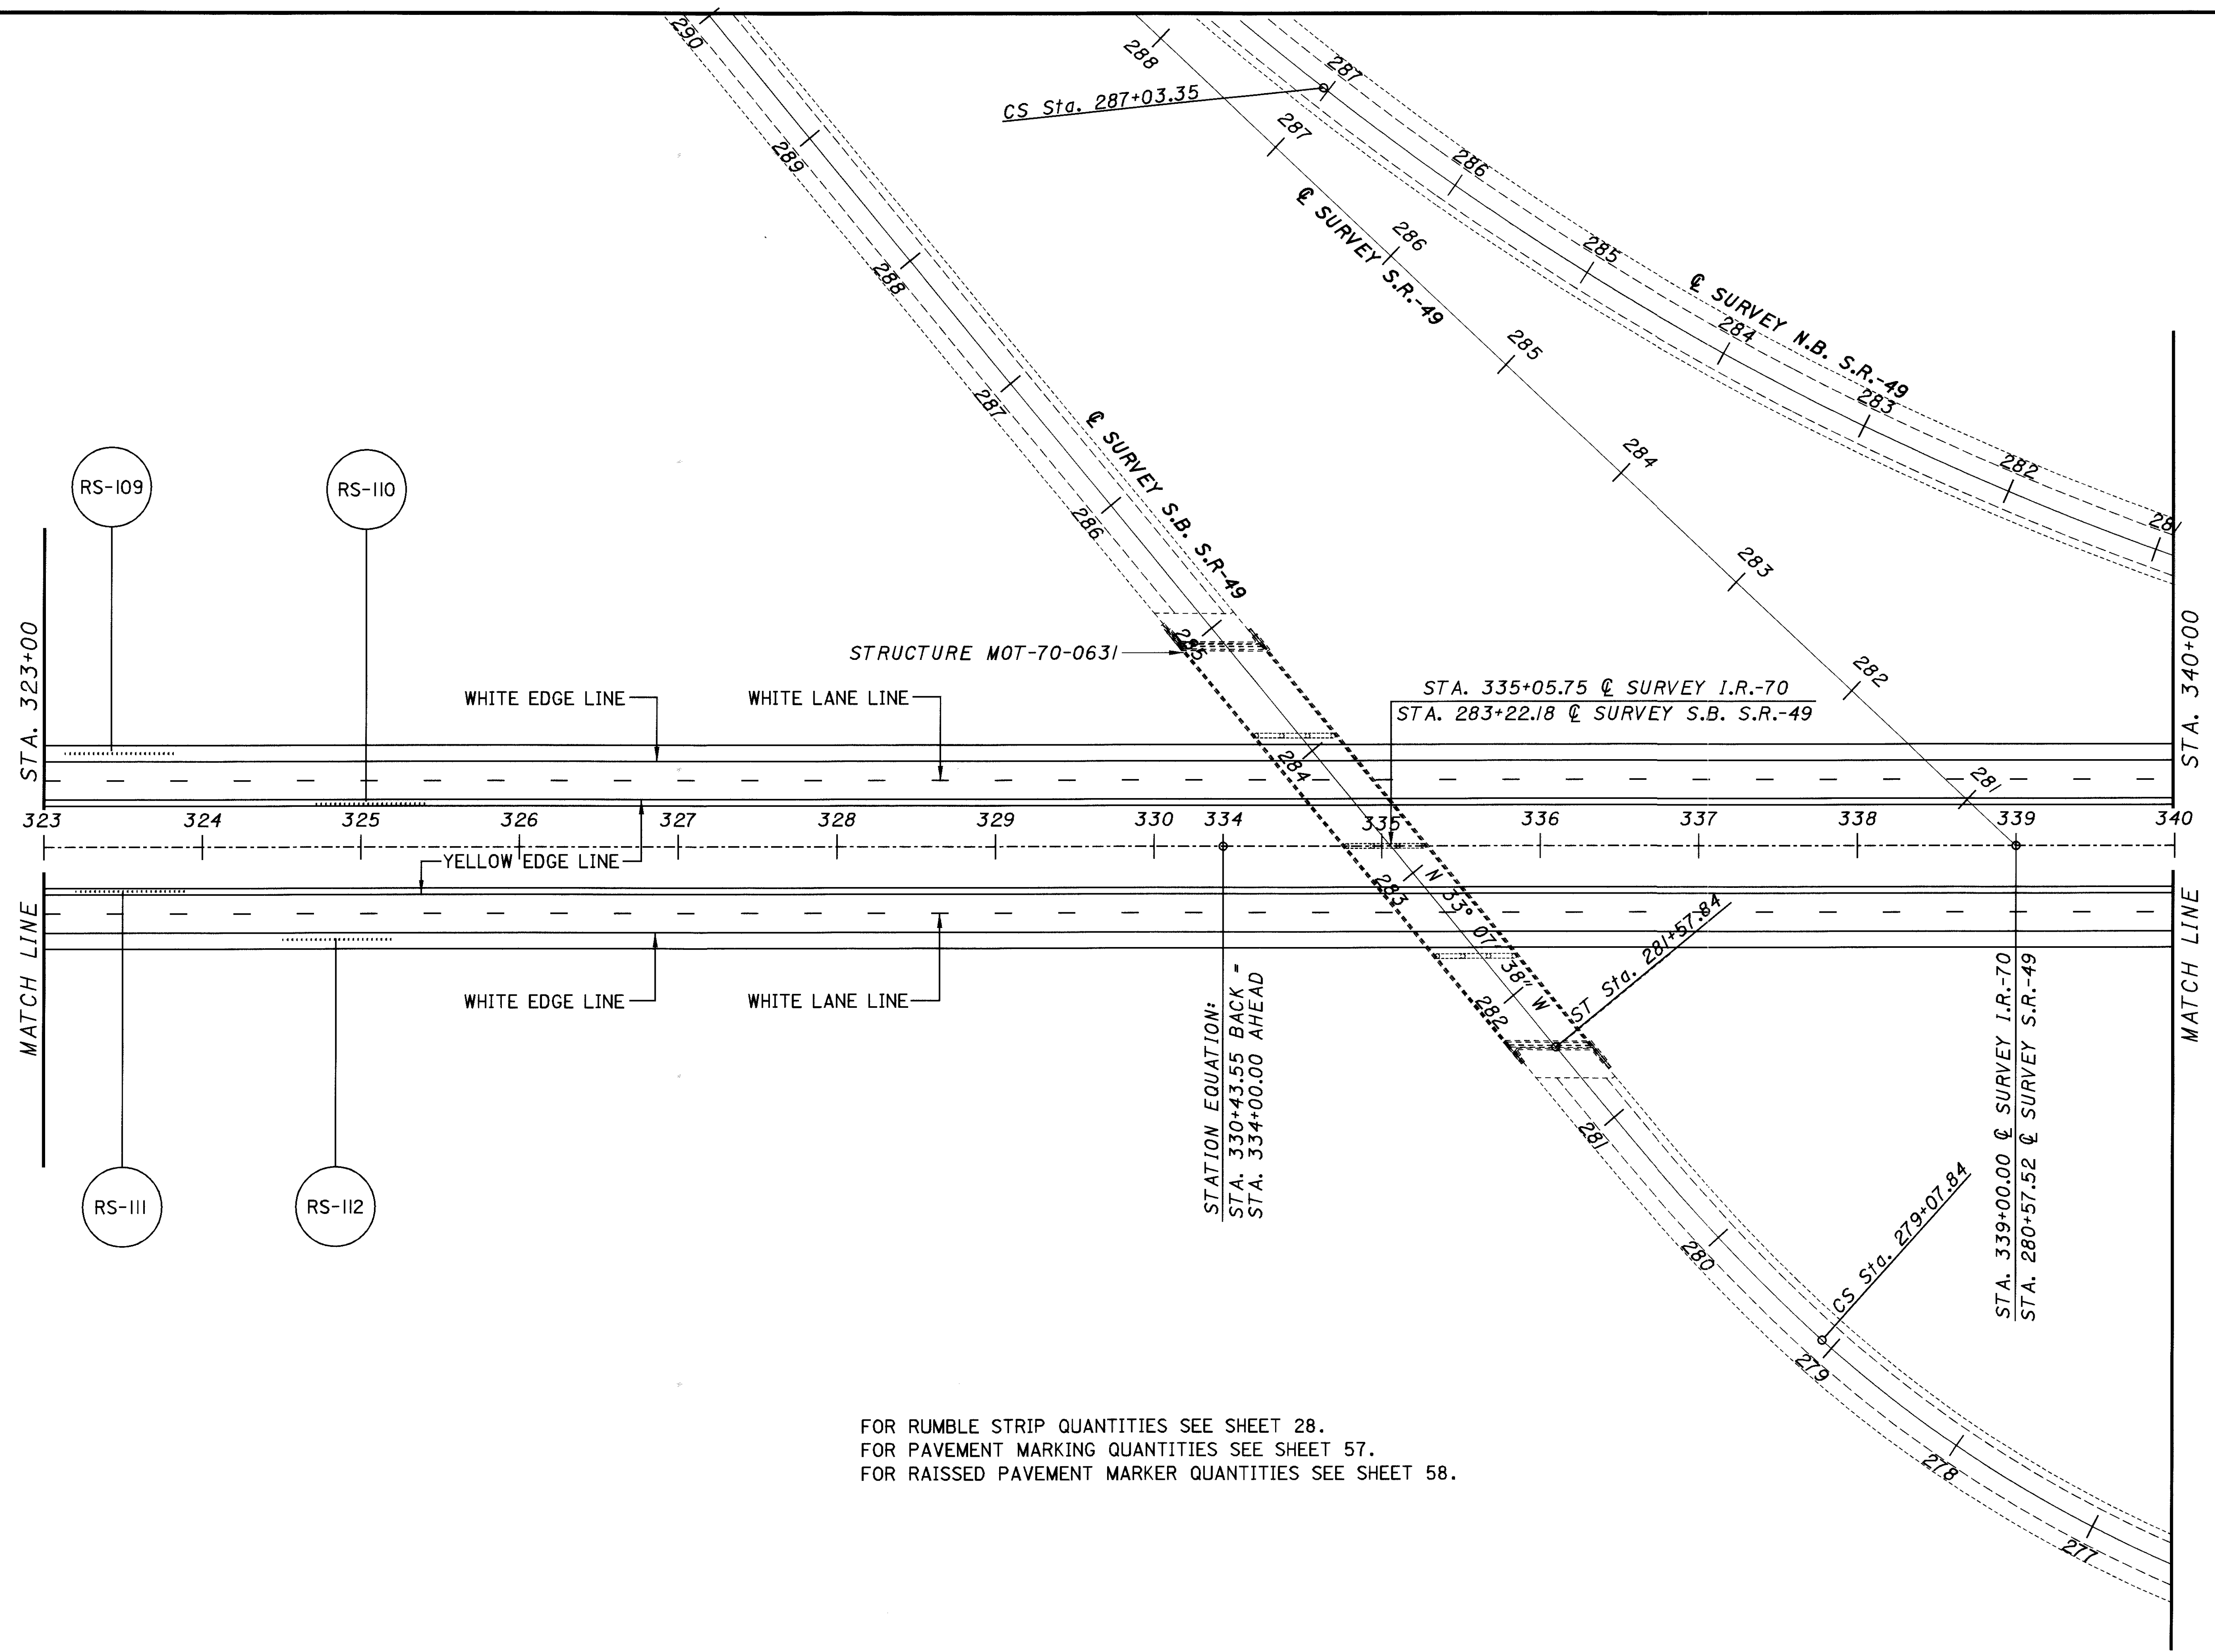 290
289
288
287
286
285
284
283
282
281
280
279
278
277
℄ SURVEY S.B. S.R-49
288
287
286
285
284
283
282
281
℄ SURVEY S.R.-49
CS Sta. 287+03.35
287
286
285
284
283
282
281
℄ SURVEY N.B. S.R.-49
RS-109
RS-110
STA. 323+00
MATCH LINE
STRUCTURE MOT-70-0631
WHITE EDGE LINE
WHITE LANE LINE
STA. 335+05.75 ℄ SURVEY I.R.-70
STA. 283+22.18 ℄ SURVEY S.B. S.R.-49
STA. 340+00
MATCH LINE
323 324 325 326 327 328 329 330 334 335 336 337 338 339 340
YELLOW EDGE LINE
N 33° 07' 38" W
ST Sta. 281+57.84
WHITE EDGE LINE
WHITE LANE LINE
STATION EQUATION:
STA. 330+43.55 BACK =
STA. 334+00.00 AHEAD
STA. 339+00.00 ℄ SURVEY I.R.-70
STA. 280+57.52 ℄ SURVEY S.R.-49
RS-111
RS-112
CS Sta. 279+07.84
FOR RUMBLE STRIP QUANTITIES SEE SHEET 28.
FOR PAVEMENT MARKING QUANTITIES SEE SHEET 57.
FOR RAISSED PAVEMENT MARKER QUANTITIES SEE SHEET 58.